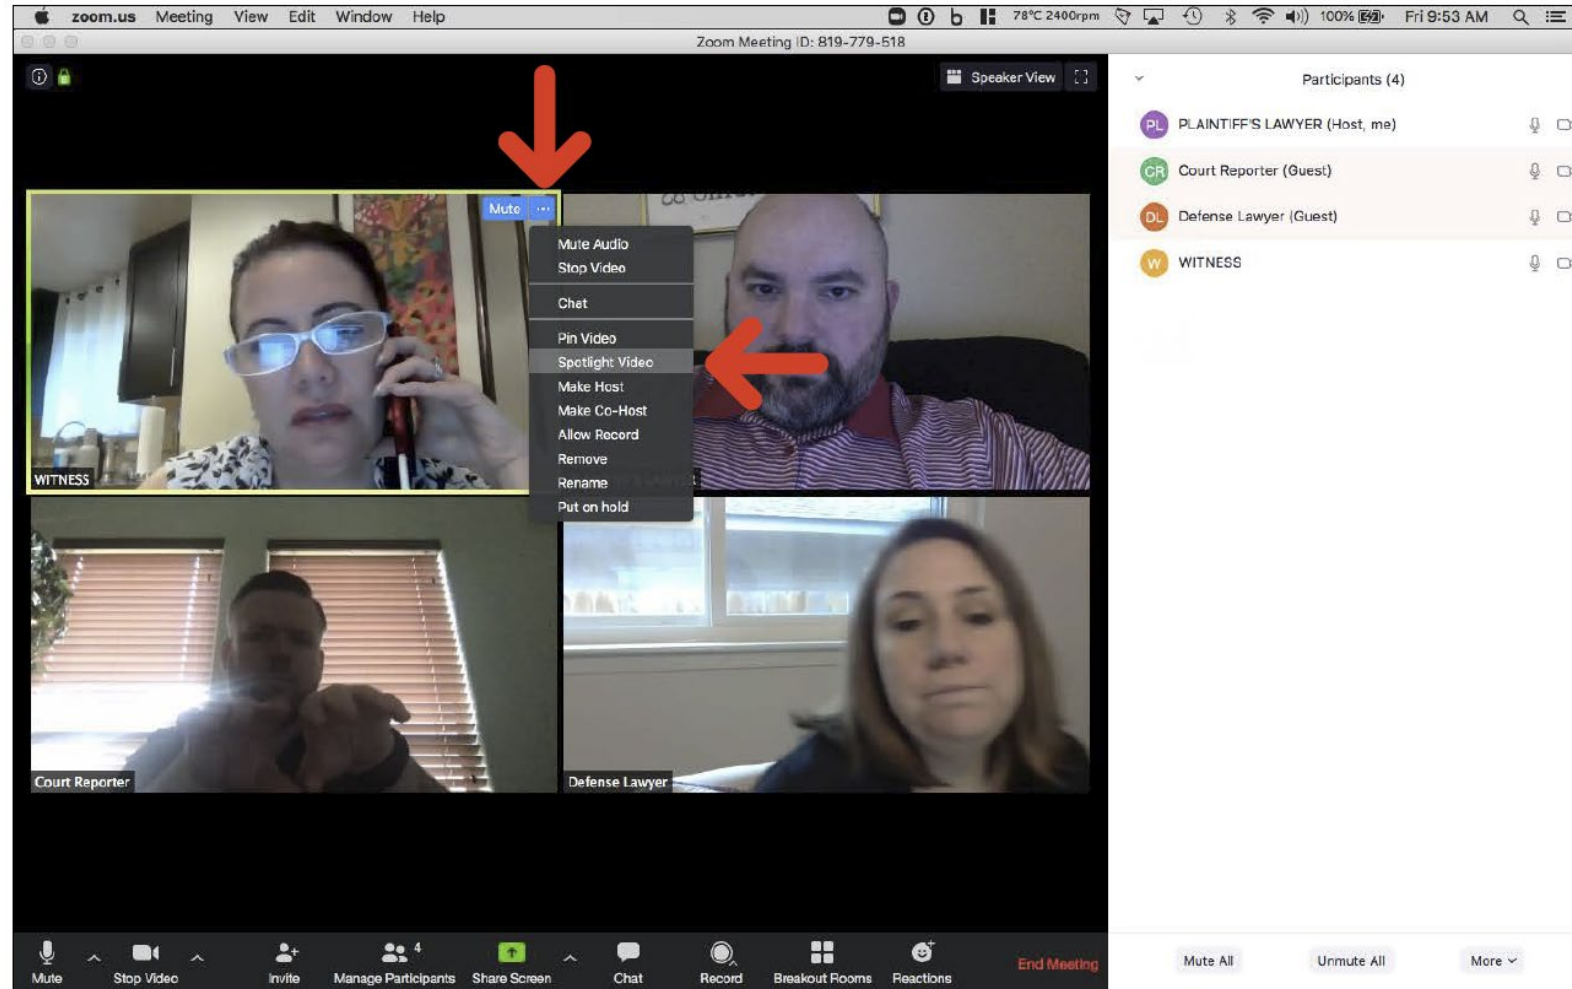 zoom.us Meeting View Edit Window Help 78°C 2400rpm 100% Fri 9:53 AM
Zoom Meeting ID: 819-779-518
Speaker View
Participants (4)
PL PLAINTIFF'S LAWYER (Host, me)
CR Court Reporter (Guest)
DL Defense Lawyer (Guest)
W WITNESS
Mute ...
Mute Audio
Stop Video
Chat
Pin Video
Spotlight Video
Make Host
Make Co-Host
Allow Record
Remove
Rename
Put on hold
WITNESS
Court Reporter
Defense Lawyer
4
Mute Stop Video Invite Manage Participants Share Screen Chat Record Breakout Rooms Reactions End Meeting
Mute All Unmute All More